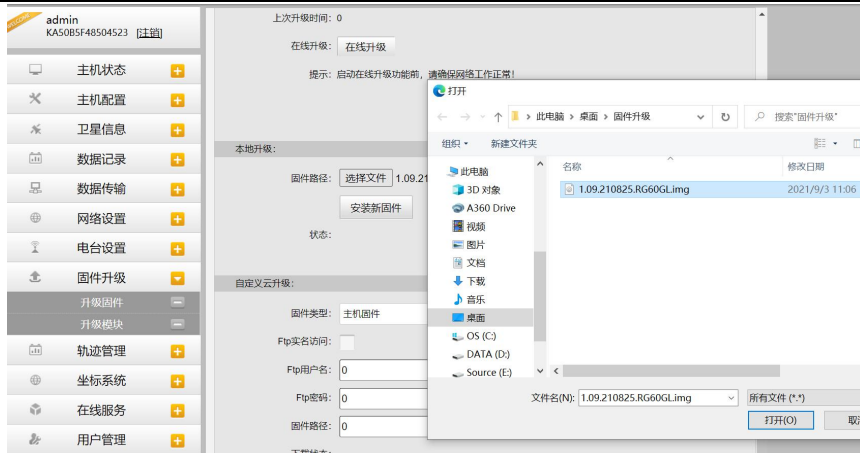 WELCOME
admin
KA50B5F48504523 [注销]
主机状态
主机配置
卫星信息
数据记录
数据传输
网络设置
电台设置
固件升级
升级固件
升级模块
轨迹管理
坐标系统
在线服务
用户管理
上次升级时间: 0
在线升级: 在线升级
提示: 启动在线升级功能前, 请确保网络工作正常!
本地升级:
固件路径: 选择文件 1.09.21
安装新固件
状态:
自定义云升级:
固件类型: 主机固件
Ftp实名访问:
Ftp用户名: 0
Ftp密码: 0
固件路径: 0
下载状态:
打开
此电脑 > 桌面 > 固件升级
搜索"固件升级"
组织 新建文件夹
此电脑
3D 对象
A360 Drive
视频
图片
文档
下载
音乐
桌面
OS (C:)
DATA (D:)
Source (E:)
名称 修改日期
1.09.210825.RG60GL.img 2021/9/3 11:06
文件名(N): 1.09.210825.RG60GL.img 所有文件 (*.*)
打开(O) 取